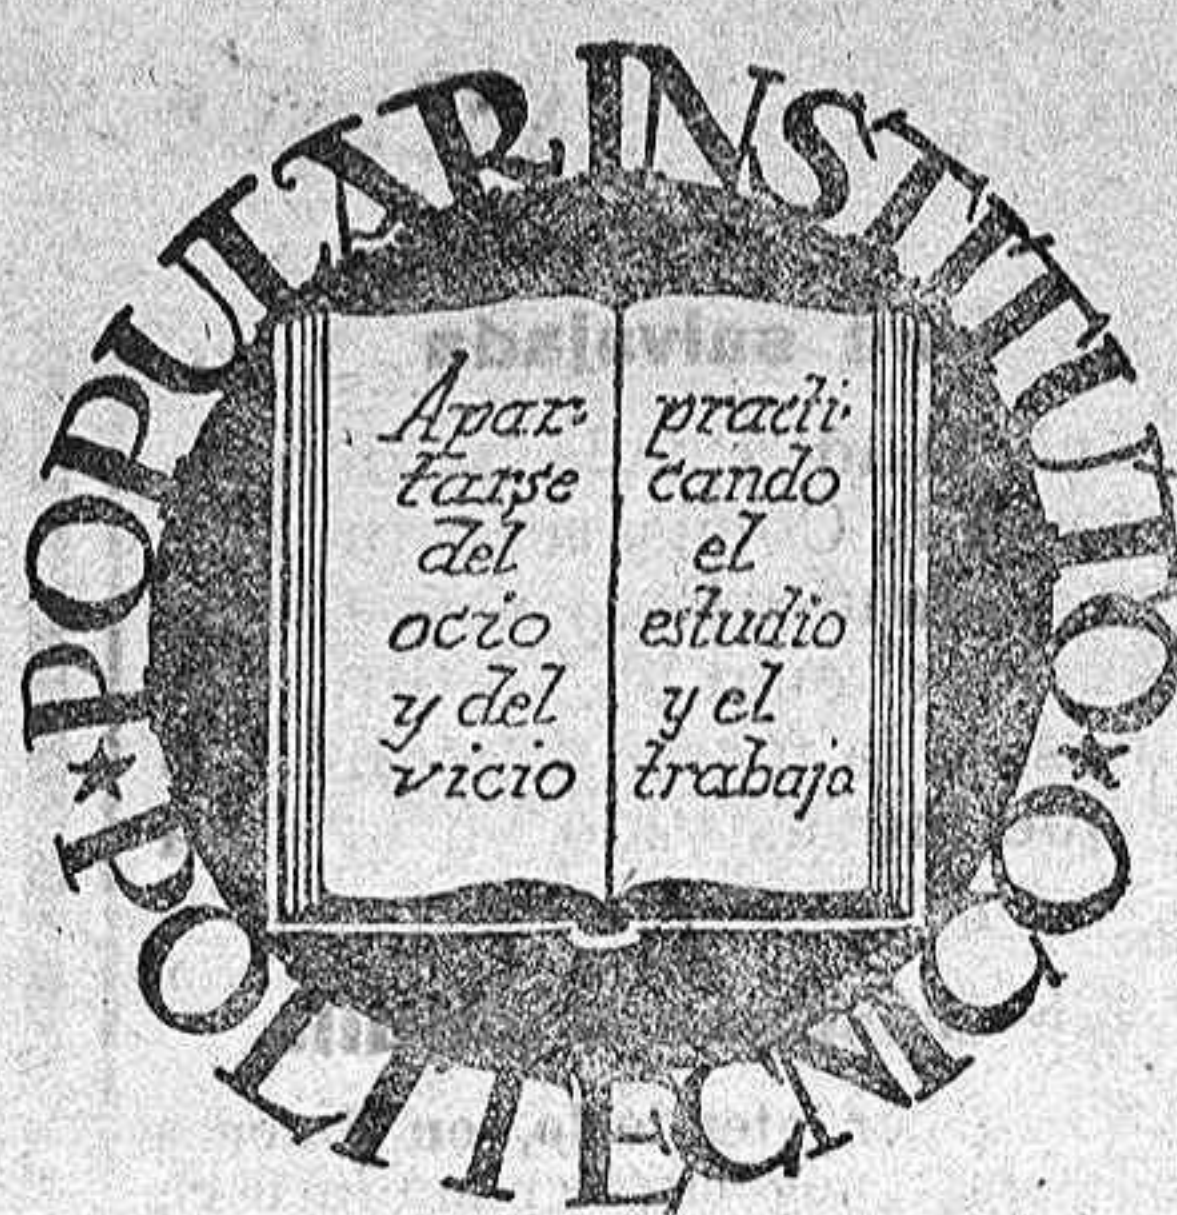 INSTITUTO
★ POLITECNICO ★
POPULAR
Apar-
tarse
del
ocio
y del
vicio
practi-
cando
el
estudio
y el
trabajo